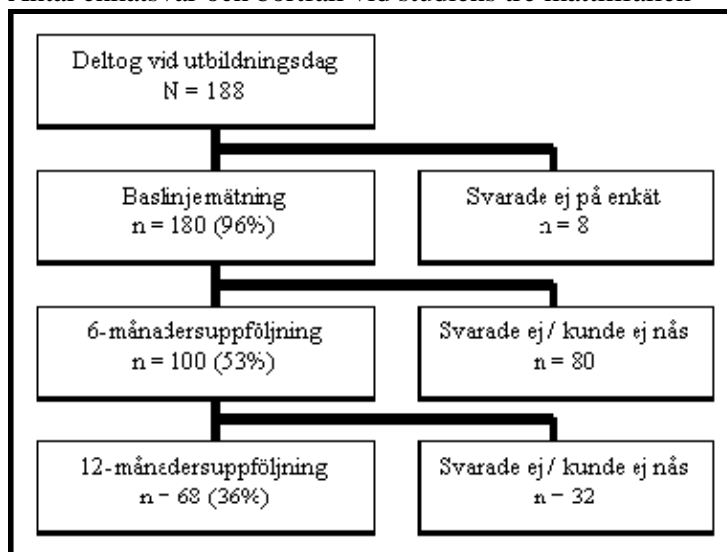 Antal enkätsvar och bortfall vid studiens tre mättillfällen
Deltog vid utbildningsdag
N = 188
Baslinjemätning
n = 180 (96%)
Svarade ej på enkät
n = 8
6-månadersuppföljning
n = 100 (53%)
Svarade ej / kunde ej nås
n = 80
12-månadersuppföljning
n = 68 (36%)
Svarade ej / kunde ej nås
n = 32